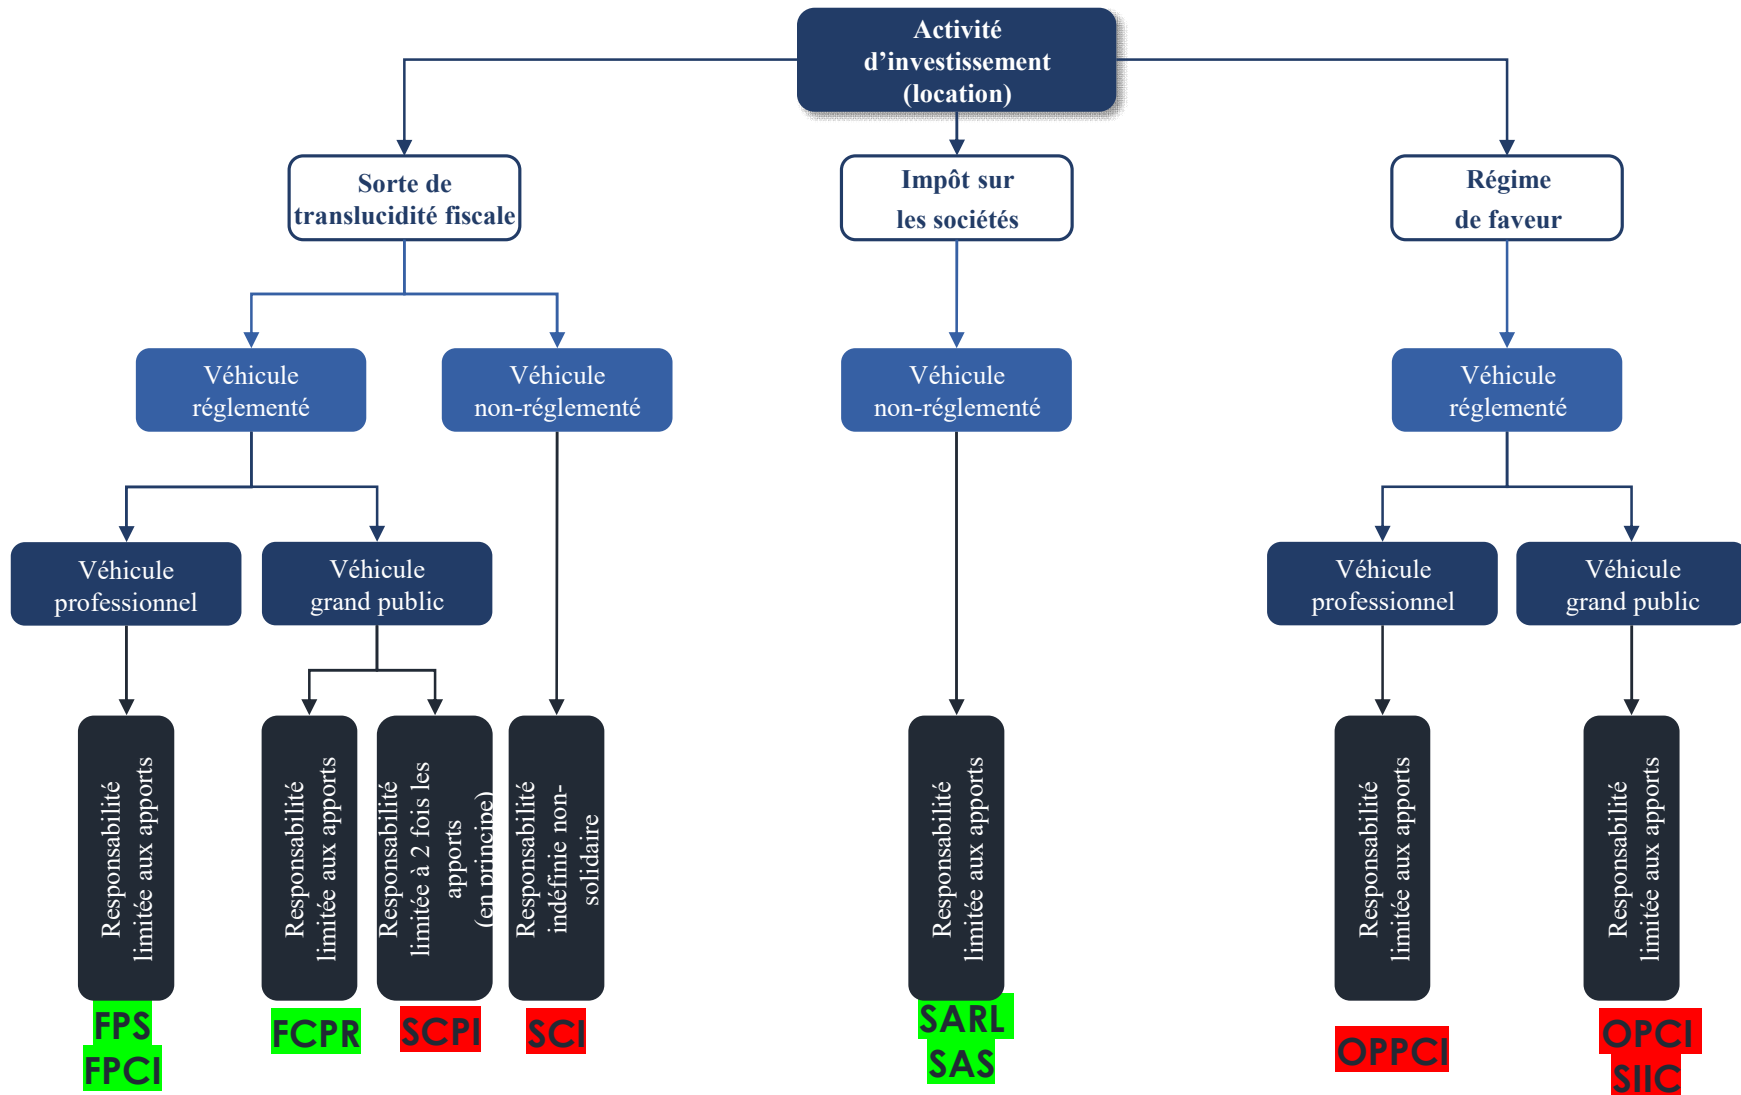 Activité
d’investissement
(location)
Sorte de
translucidité fiscale
Impôt sur
les sociétés
Régime
de faveur
Véhicule
réglementé
Véhicule
non-réglementé
Véhicule
non-réglementé
Véhicule
réglementé
Véhicule
professionnel
Véhicule
grand public
Véhicule
professionnel
Véhicule
grand public
Responsabilité
limitée aux apports
Responsabilité
limitée aux apports
Responsabilité
limitée à 2 fois les
apports
(en principe)
Responsabilité
indéfinie non-
solidaire
Responsabilité
limitée aux apports
Responsabilité
limitée aux apports
Responsabilité
limitée aux apports
FPS
FPCI
FCPR
SCPI
SCI
SARL
SAS
OPPCI
OPCI
SIIC